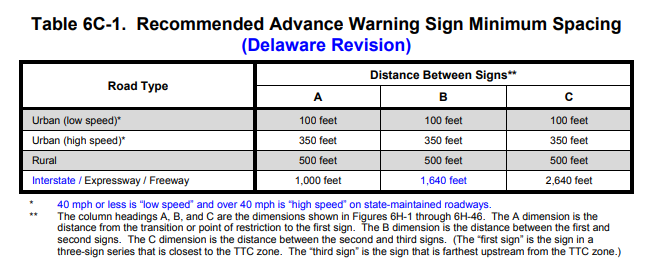 Table 6C-1. Recommended Advance Warning Sign Minimum Spacing
(Delaware Revision)
Road Type
Distance Between Signs**
A B C
Urban (low speed)* 100 feet 100 feet 100 feet
Urban (high speed)* 350 feet 350 feet 350 feet
Rural 500 feet 500 feet 500 feet
Interstate / Expressway / Freeway 1,000 feet 1,640 feet 2,640 feet
* 40 mph or less is “low speed” and over 40 mph is “high speed” on state-maintained roadways.
** The column headings A, B, and C are the dimensions shown in Figures 6H-1 through 6H-46. The A dimension is the
distance from the transition or point of restriction to the first sign. The B dimension is the distance between the first and
second signs. The C dimension is the distance between the second and third signs. (The “first sign” is the sign in a
three-sign series that is closest to the TTC zone. The “third sign” is the sign that is farthest upstream from the TTC zone.)